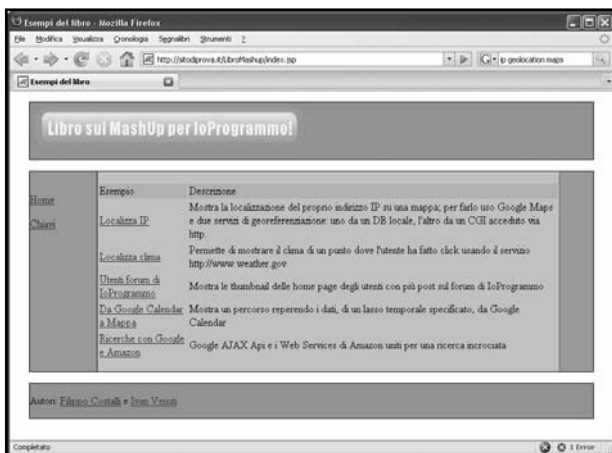 Esempi del libro - Mozilla Firefox
File Modifica Visualizza Cronologia Segnalibri Strumenti ?
http://sitodiprova.it/LibroMashup/index.jsp
ip geolocation maps
Esempi del libro
Libro sui MashUp per IoProgrammo!
Home
Chiavi
Esempio Descrizione
Localizza IP
Mostra la localizzazione del proprio indirizzo IP su una mappa; per farlo uso Google Maps
e due servizi di georeferenziazione: uno da un DB locale, l'altro da un CGI acceduto via
http.
Localizza clima
Permette di mostrare il clima di un punto dove l'utente ha fatto click usando il servizio
http://www.weather.gov.
Utenti forum di
IoProgrammo
Mostra le thumbnail delle home page degli utenti con più post sul forum di IoProgrammo
Da Google Calendar
a Mappa
Mostra un percorso reperendo i dati, di un lasso temporale specificato, da Google
Calendar
Ricerche con Google
e Amazon
Google AJAX Api e i Web Services di Amazon uniti per una ricerca incrociata
Autori: Filippo Costalli e Ivan Venuti
Completato
1 Error